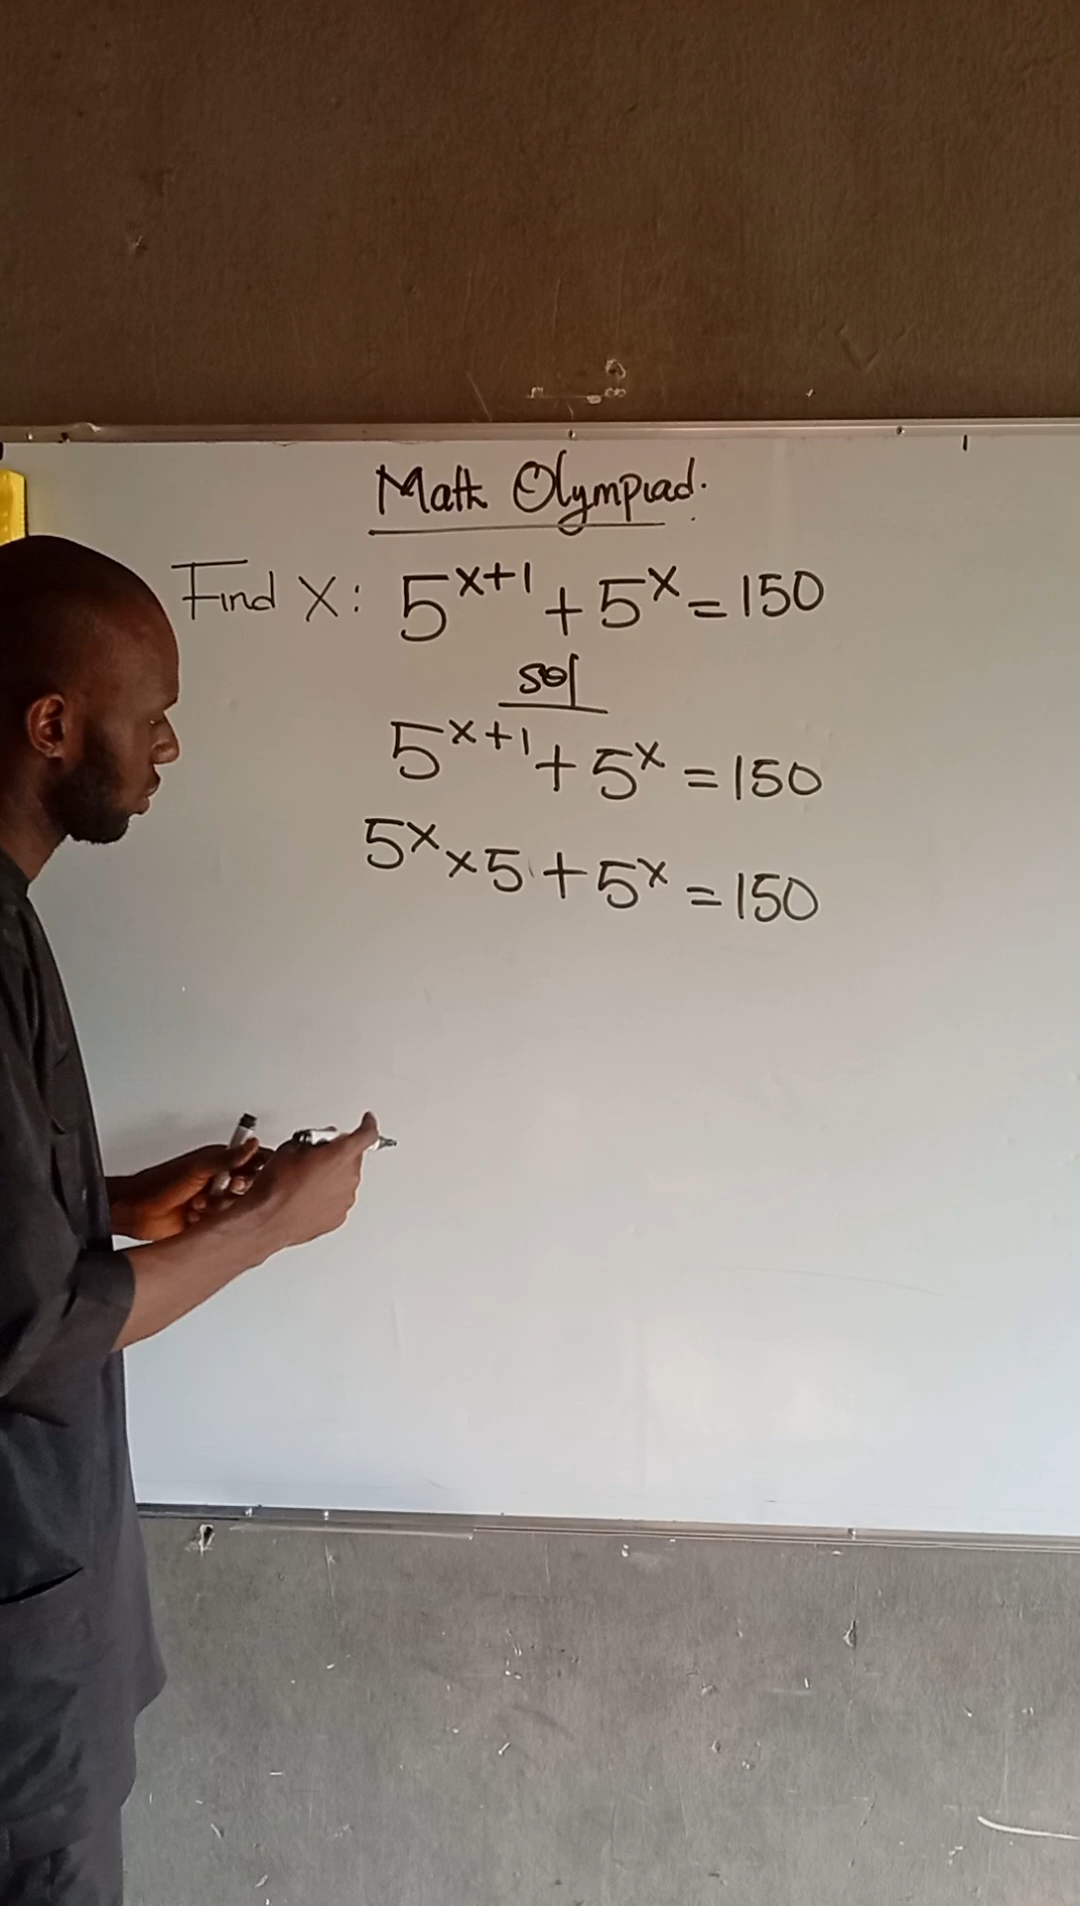 Math Olympiad.
Find X: 5^{x+1} + 5^x = 150
sol
5^{x+1} + 5^x = 150
5^x × 5 + 5^x = 150